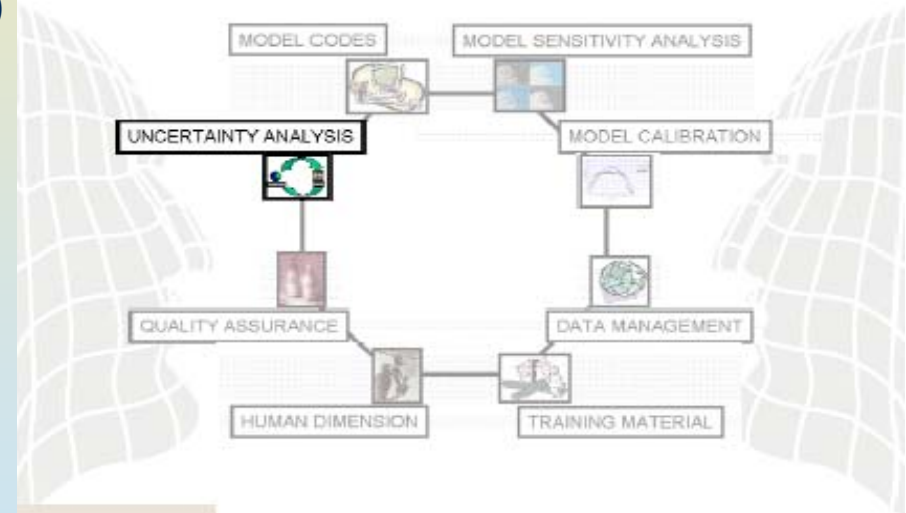 MODEL CODES
MODEL SENSITIVITY ANALYSIS
UNCERTAINTY ANALYSIS
MODEL CALIBRATION
QUALITY ASSURANCE
DATA MANAGEMENT
HUMAN DIMENSION
TRAINING MATERIAL